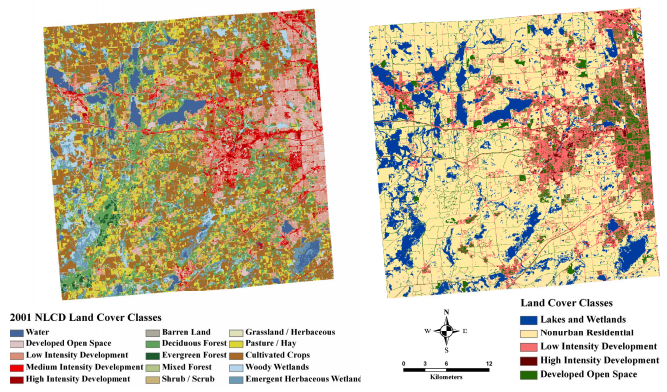 2001 NLCD Land Cover Classes
Water
Developed Open Space
Low Intensity Development
Medium Intensity Development
High Intensity Development
Barren Land
Deciduous Forest
Evergreen Forest
Mixed Forest
Shrub / Scrub
Grassland / Herbaceous
Pasture / Hay
Cultivated Crops
Woody Wetlands
Emergent Herbaceous Wetland
N
W E
S
0 3 6 12
Kilometers
Land Cover Classes
Lakes and Wetlands
Nonurban Residential
Low Intensity Development
High Intensity Development
Developed Open Space